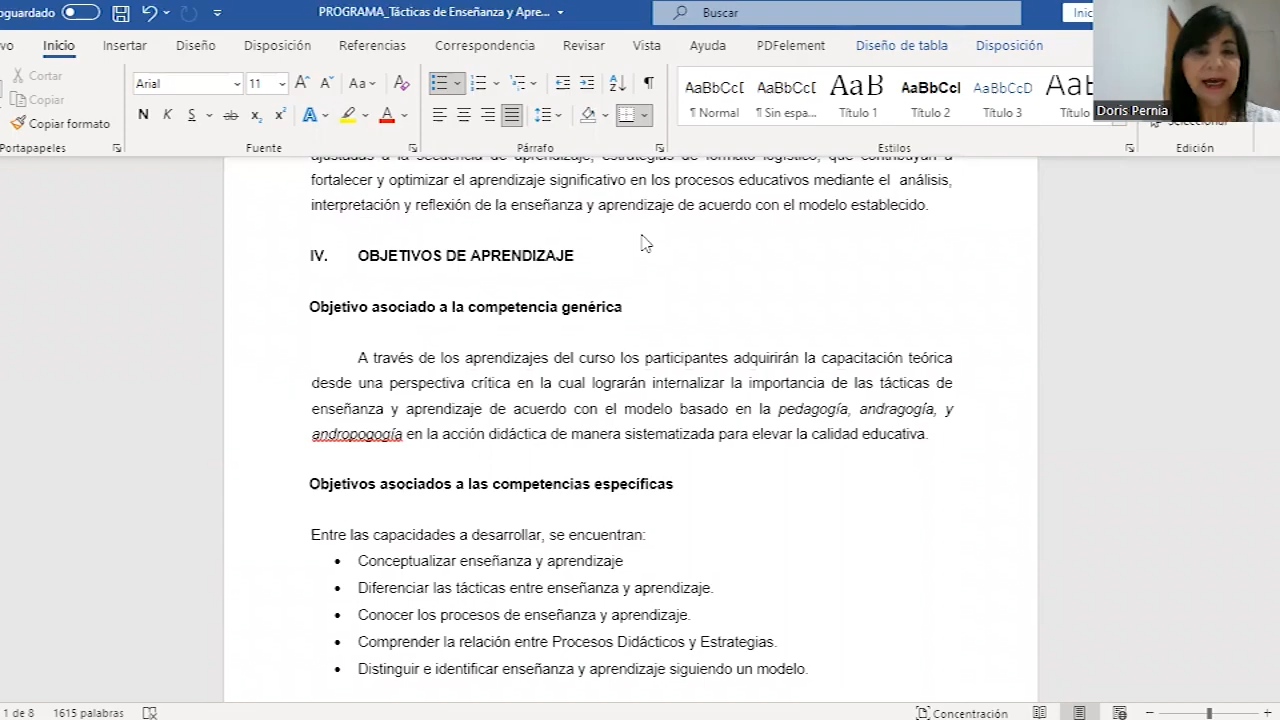 oguardado
PROGRAMA_Tácticas de Enseñanza y Apre...
Buscar
Inic
vo Inicio Insertar Diseño Disposición Referencias Correspondencia Revisar Vista Ayuda PDFelement Diseño de tabla Disposición
Cortar
Copiar
Copiar formato
Portapapeles
Arial 11 Aa
N K S ab x₂ x² A A
Fuente
Párrafo
AaBbCcI AaBbCcI AaB AaBbCcI AaBbCcD Aa
¶ Normal ¶ Sin espa... Título 1 Título 2 Título 3 Título
Estilos
Edición
Doris Pernia
ajustadas a la secuencia de aprendizaje, estrategias de formato logístico, que contribuyan a
fortalecer y optimizar el aprendizaje significativo en los procesos educativos mediante el análisis,
interpretación y reflexión de la enseñanza y aprendizaje de acuerdo con el modelo establecido.
IV. OBJETIVOS DE APRENDIZAJE
Objetivo asociado a la competencia genérica
A través de los aprendizajes del curso los participantes adquirirán la capacitación teórica
desde una perspectiva crítica en la cual lograrán internalizar la importancia de las tácticas de
enseñanza y aprendizaje de acuerdo con el modelo basado en la pedagogía, andragogía, y
andropogogía en la acción didáctica de manera sistematizada para elevar la calidad educativa.
Objetivos asociados a las competencias especificas
Entre las capacidades a desarrollar, se encuentran:
• Conceptualizar enseñanza y aprendizaje
• Diferenciar las tácticas entre enseñanza y aprendizaje.
• Conocer los procesos de enseñanza y aprendizaje.
• Comprender la relación entre Procesos Didácticos y Estrategias.
• Distinguir e identificar enseñanza y aprendizaje siguiendo un modelo.
1 de 8 1615 palabras Concentración